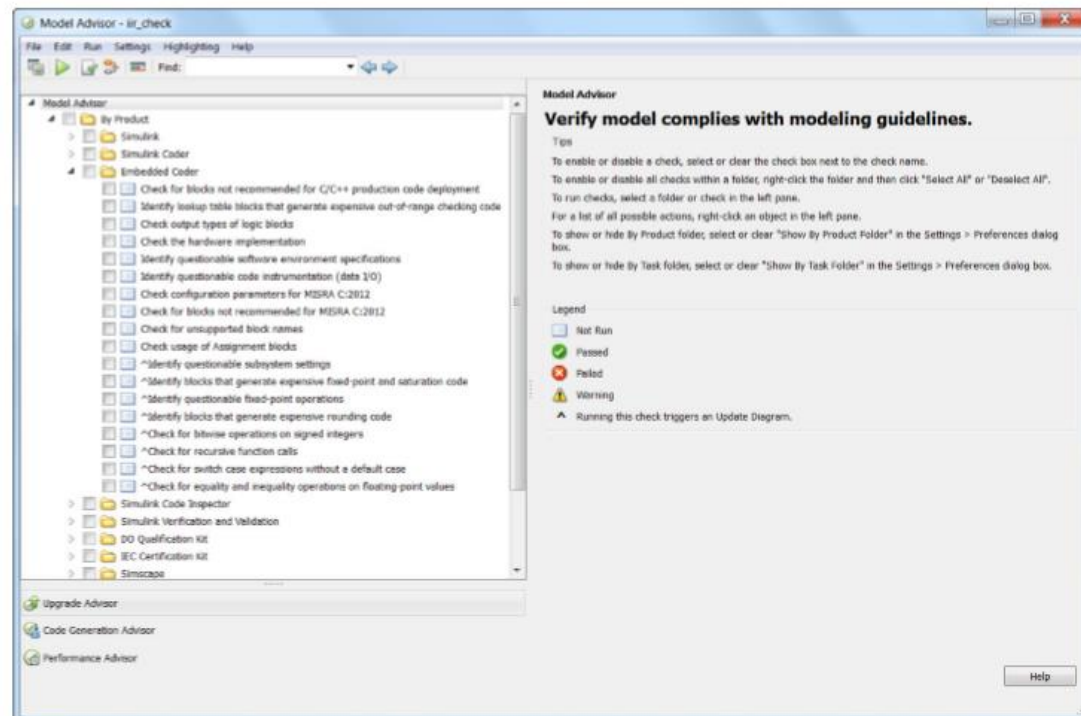 Model Advisor - iir_check
File Edit Run Settings Highlighting Help
Find:
Model Advisor
By Product
Simulink
Simulink Coder
Embedded Coder
Check for blocks not recommended for C/C++ production code deployment
Identify lookup table blocks that generate expensive out-of-range checking code
Check output types of logic blocks
Check the hardware implementation
Identify questionable software environment specifications
Identify questionable code instrumentation (data I/O)
Check configuration parameters for MISRA C:2012
Check for blocks not recommended for MISRA C:2012
Check for unsupported block names
Check usage of Assignment blocks
^Identify questionable subsystem settings
^Identify blocks that generate expensive fixed-point and saturation code
^Identify questionable fixed-point operations
^Identify blocks that generate expensive rounding code
^Check for bitwise operations on signed integers
^Check for recursive function calls
^Check for switch case expressions without a default case
^Check for equality and inequality operations on floating-point values
Simulink Code Inspector
Simulink Verification and Validation
DO Qualification Kit
IEC Certification Kit
Simscape
Upgrade Advisor
Code Generation Advisor
Performance Advisor
Model Advisor
Verify model complies with modeling guidelines.
Tips
To enable or disable a check, select or clear the check box next to the check name.
To enable or disable all checks within a folder, right-click the folder and then click "Select All" or "Deselect All".
To run checks, select a folder or check in the left pane.
For a list of all possible actions, right-click an object in the left pane.
To show or hide By Product folder, select or clear "Show By Product Folder" in the Settings > Preferences dialog
box.
To show or hide By Task folder, select or clear "Show By Task Folder" in the Settings > Preferences dialog box.
Legend
Not Run
Passed
Failed
Warning
^ Running this check triggers an Update Diagram.
Help